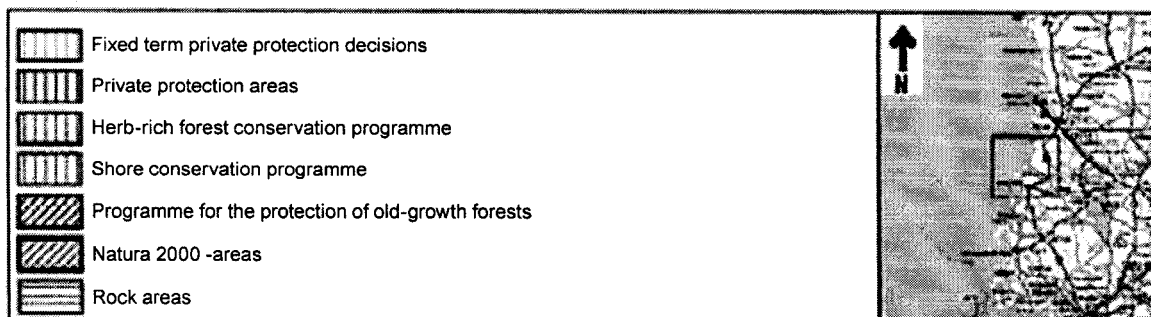 Fixed term private protection decisions
Private protection areas
Herb-rich forest conservation programme
Shore conservation programme
Programme for the protection of old-growth forests
Natura 2000 -areas
Rock areas
N